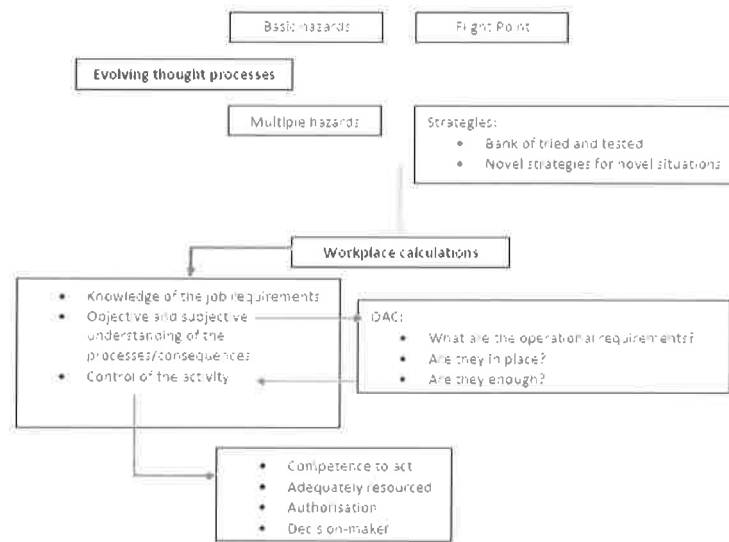 Basic hazards
Flight Point
Evolving thought processes
Multiple hazards
Strategies:
• Bank of tried and tested
• Novel strategies for novel situations
Workplace calculations
• Knowledge of the job requirements
• Objective and subjective
understanding of the
processes/consequences
• Control of the activity
DAC:
• What are the operational requirements?
• Are they in place?
• Are they enough?
• Competence to act
• Adequately resourced
• Authorisation
• Decision-maker